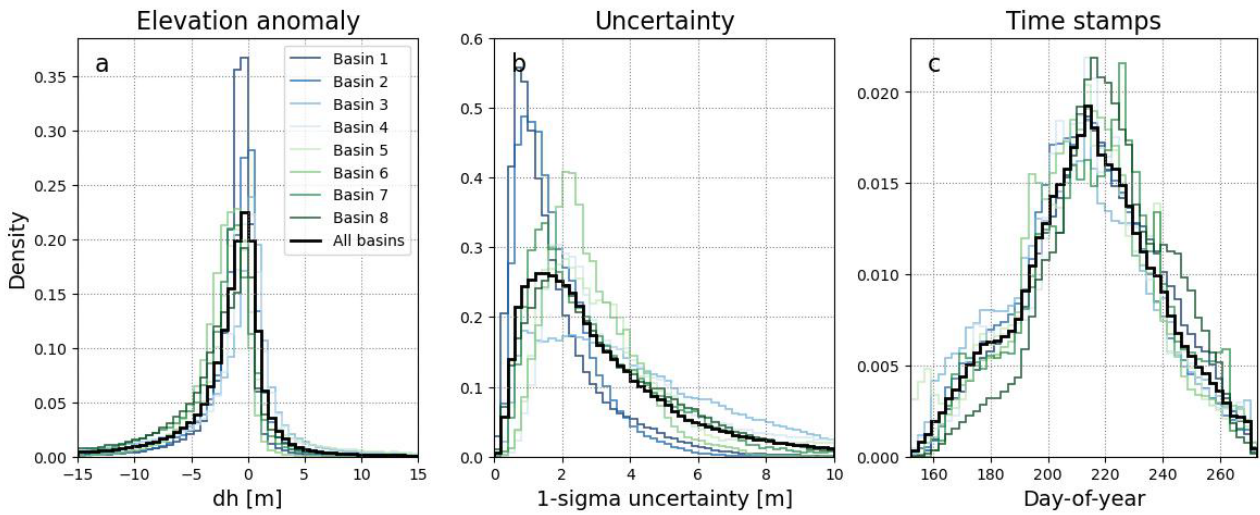 Elevation anomaly
a
Basin 1
Basin 2
Basin 3
Basin 4
Basin 5
Basin 6
Basin 7
Basin 8
All basins
Density
0.35
0.30
0.25
0.20
0.15
0.10
0.05
0.00
−15 −10 −5 0 5 10 15
dh [m]
Uncertainty
b
0.6
0.5
0.4
0.3
0.2
0.1
0.0
0 2 4 6 8 10
1-sigma uncertainty [m]
Time stamps
c
0.020
0.015
0.010
0.005
0.000
160 180 200 220 240 260
Day-of-year